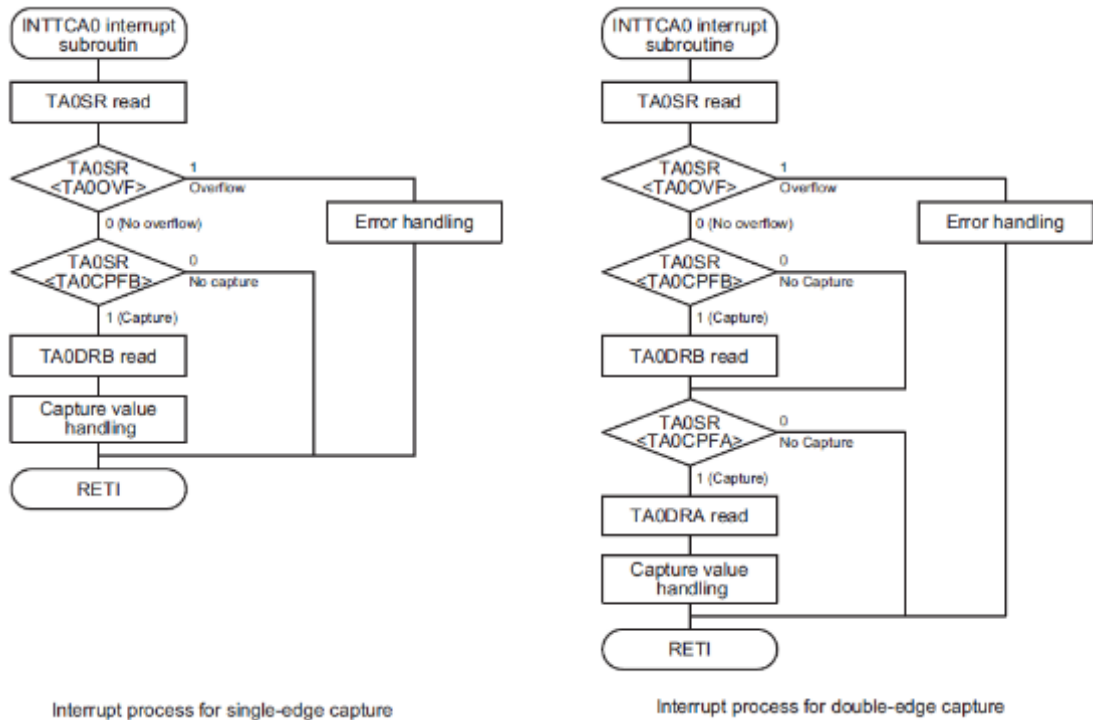 INTTCA0 interrupt
subroutin
TA0SR read
TA0SR
<TA0OVF>
1
Overflow
0 (No overflow)
Error handling
TA0SR
<TA0CPFB>
0
No capture
1 (Capture)
TA0DRB read
Capture value
handling
RETI
Interrupt process for single-edge capture
INTTCA0 interrupt
subroutine
TA0SR read
TA0SR
<TA0OVF>
1
Overflow
0 (No overflow)
Error handling
TA0SR
<TA0CPFB>
0
No Capture
1 (Capture)
TA0DRB read
TA0SR
<TA0CPFA>
0
No Capture
1 (Capture)
TA0DRA read
Capture value
handling
RETI
Interrupt process for double-edge capture